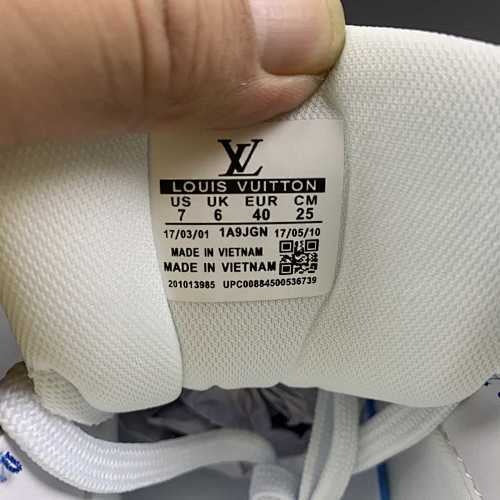 LV
LOUIS VUITTON
US UK EUR CM
7 6 40 25
17/03/01 1A9JGN 17/05/10
MADE IN VIETNAM
MADE IN VIETNAM
201013985 UPC00884500536739